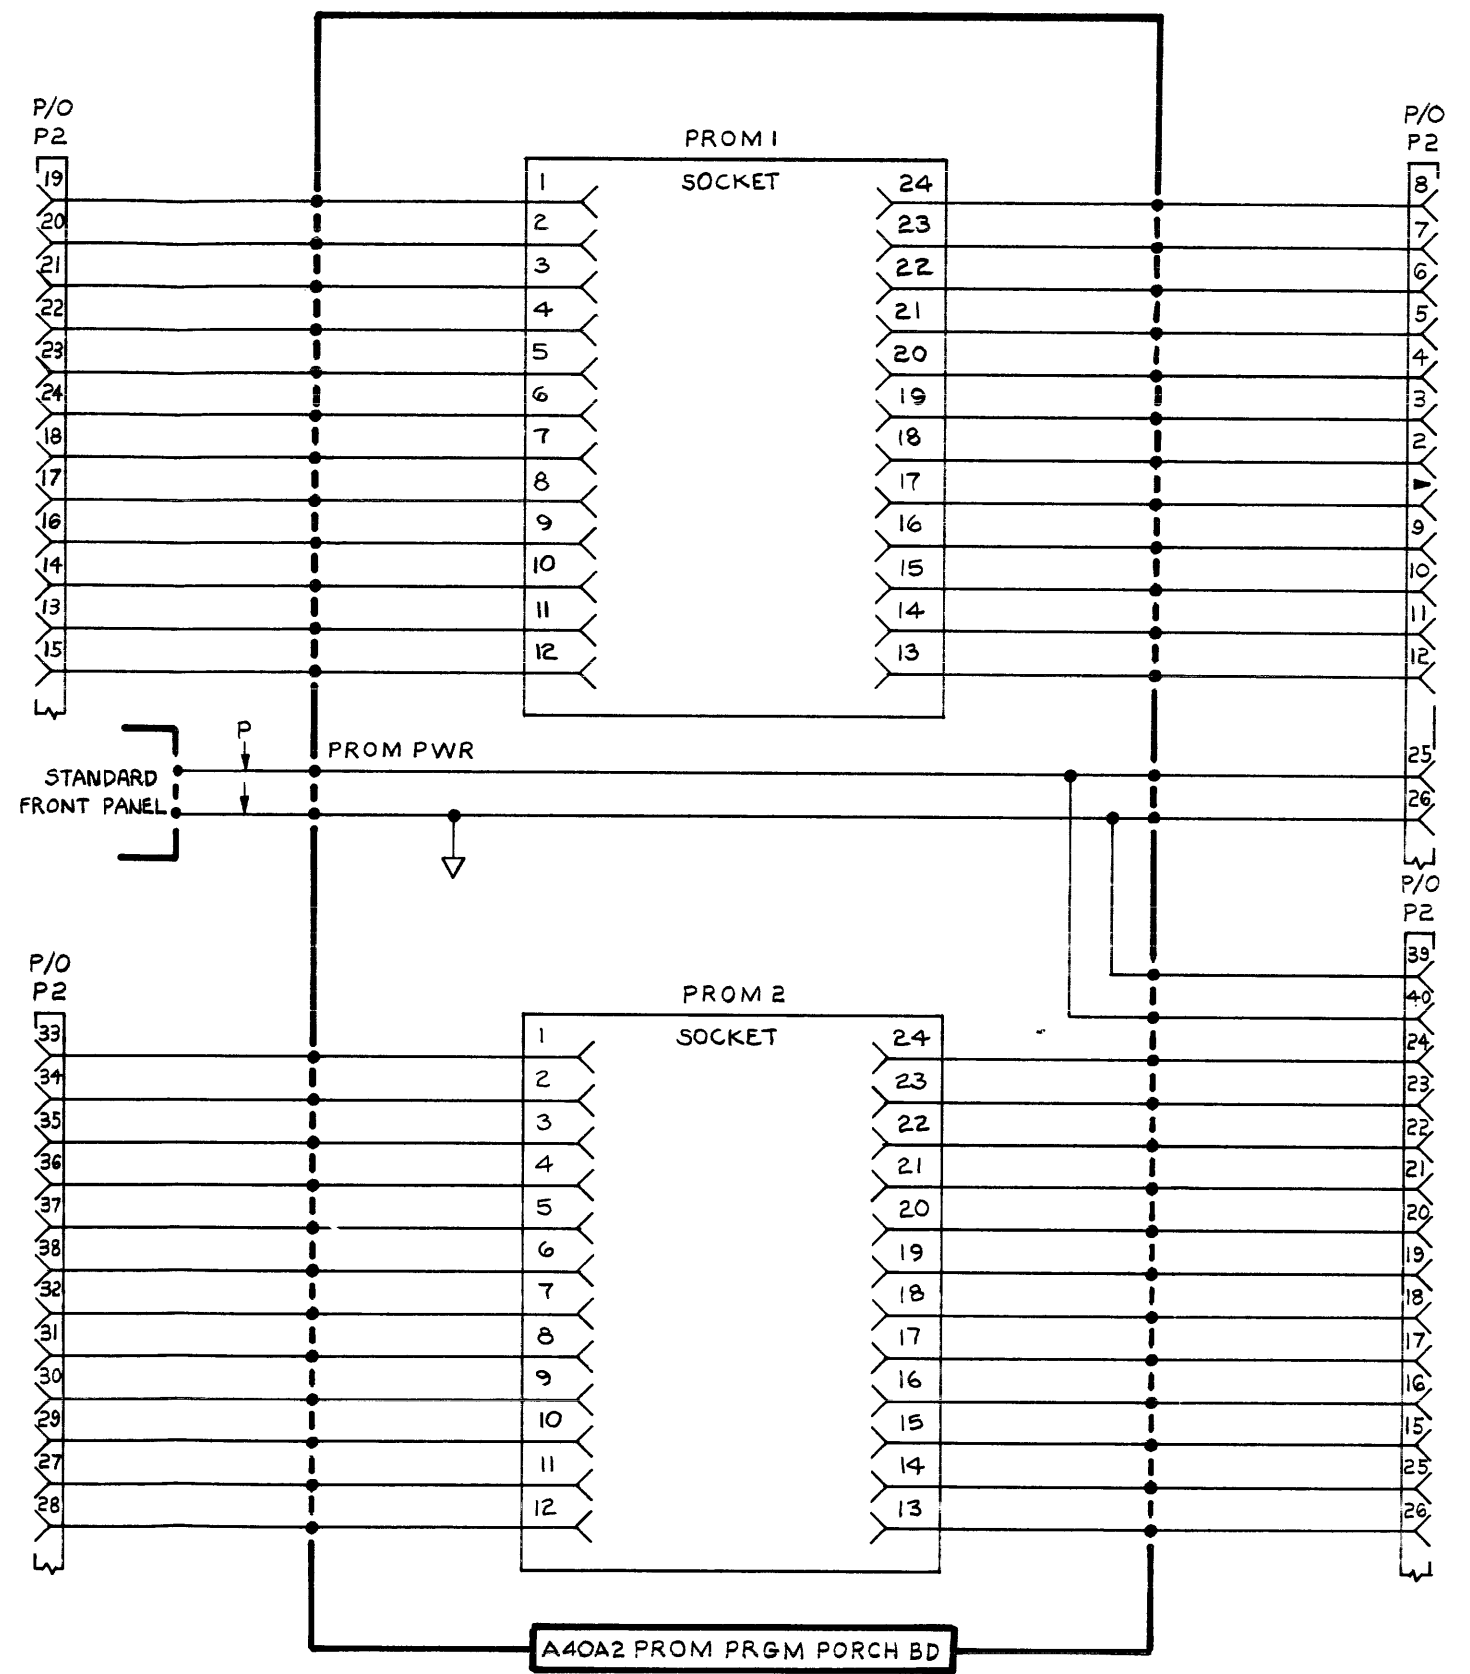 P/O
P2
P/O
P2
PROM 1
SOCKET
19 1 24 8
20 2 23 7
21 3 22 6
22 4 21 5
23 5 20 4
24 6 19 3
18 7 18 2
17 8 17
16 9 16 9
14 10 15 10
13 11 14 11
15 12 13 12
P
PROM PWR
25
STANDARD
FRONT PANEL
26
P/O
P2
39
40
P/O
P2
PROM 2
SOCKET
33 1 24 24
34 2 23 23
35 3 22 22
36 4 21 21
37 5 20 20
38 6 19 19
32 7 18 18
31 8 17 17
30 9 16 16
29 10 15 15
27 11 14 25
28 12 13 26
A40A2 PROM PRGM PORCH BD